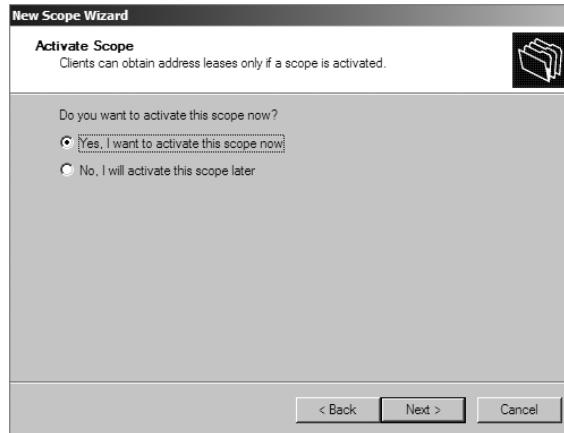 New Scope Wizard
Activate Scope
Clients can obtain address leases only if a scope is activated.
Do you want to activate this scope now?
Yes, I want to activate this scope now
No, I will activate this scope later
< Back Next > Cancel